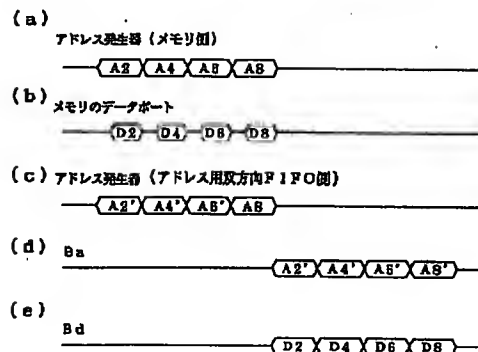 (a)
アドレス発生器(メモリ側)
A2 A4 A6 A8
(b)
メモリのデータポート
D2 D4 D6 D8
(c) アドレス発生器(アドレス用双方向FIFO側)
A2' A4' A6' A8
(d) Ba
A2' A4' A6' A8'
(e) Bd
D2 D4 D6 D8